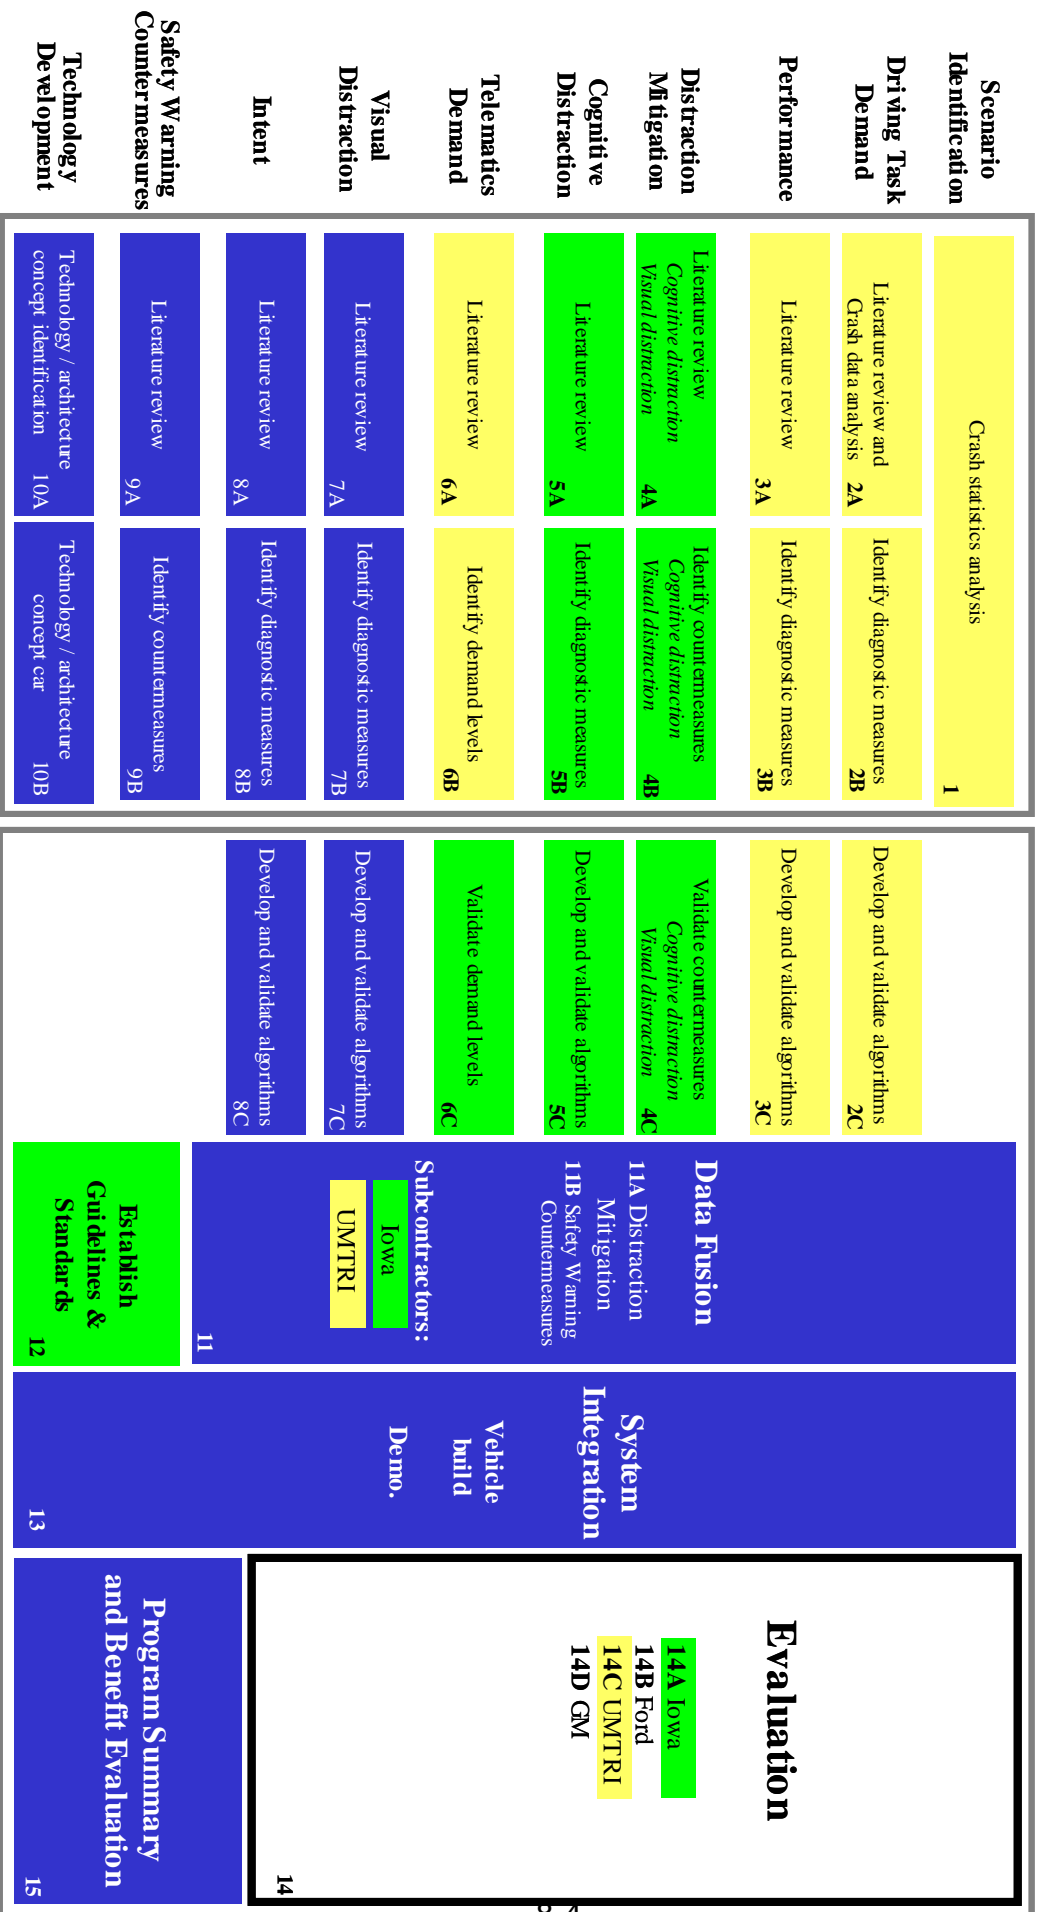 Scenario
Identification
Crash statistics analysis
1
Driving Task
Demand
Literature review and
Crash data analysis 2A
Identify diagnostic measures
2B
Develop and validate algorithms
2C
Performance
Literature review
3A
Identify diagnostic measures
3B
Develop and validate algorithms
3C
Distraction
Mitigation
Literature review
Cognitive distraction
Visual distraction
4A
Identify countermeasures
Cognitive distraction
Visual distraction
4B
Validate countermeasures
Cognitive distraction
Visual distraction
4C
Cognitive
Distraction
Literature review
5A
Identify diagnostic measures
5B
Develop and validate algorithms
5C
Telematics
Demand
Literature review
6A
Identify demand levels
6B
Validate demand levels
6C
Visual
Distraction
Literature review
7A
Identify diagnostic measures
7B
Develop and validate algorithms
7C
Intent
Literature review
8A
Identify diagnostic measures
8B
Develop and validate algorithms
8C
Safety Warning
Countermeasures
Literature review
9A
Identify countermeasures
9B
Technology
Development
Technology / architecture
concept identification
10A
Technology / architecture
concept car
10B
Data Fusion
11A Distraction
Mitigation
11B Safety Warning
Countermeasures
Subcontractors:
Iowa
UMTRI
11
Establish
Guidelines &
Standards
12
System
Integration
Vehicle
build
Demo.
13
Evaluation
14A Iowa
14B Ford
14C UMTRI
14D GM
14
Program Summary
and Benefit Evaluation
15